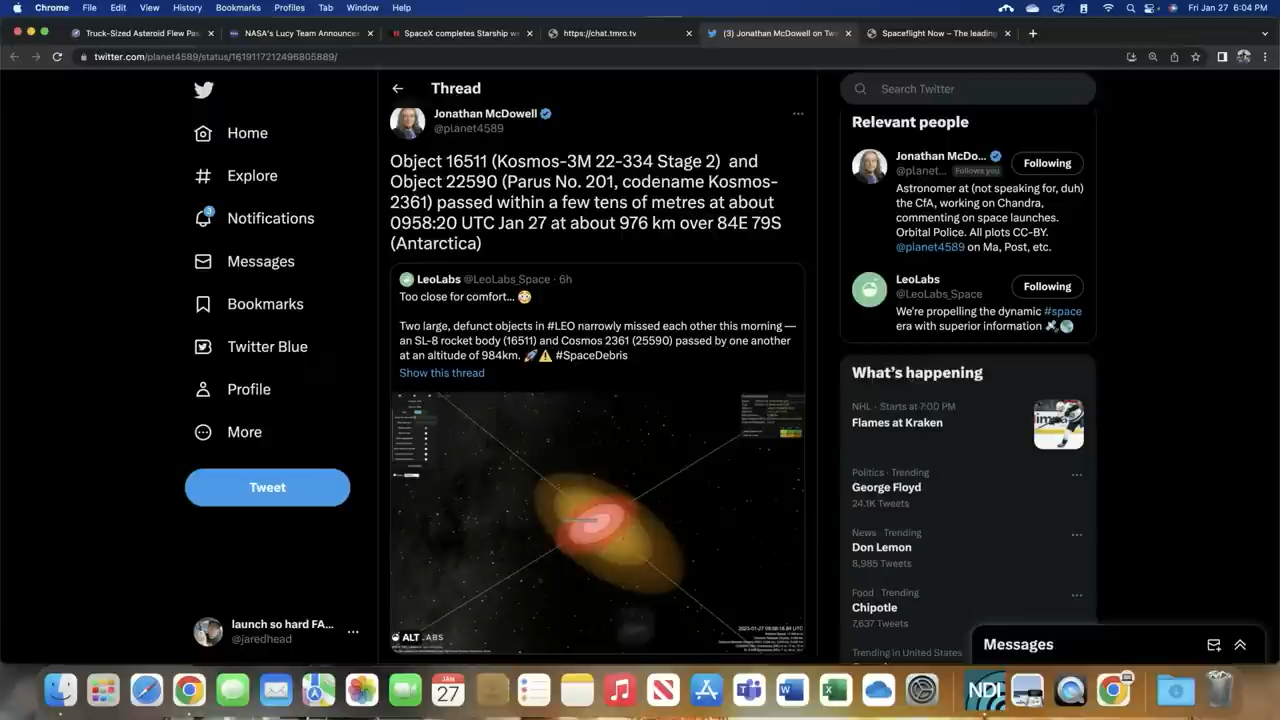 Chrome File Edit View History Bookmarks Profiles Tab Window Help Fri Jan 27 6:04 PM
Truck-Sized Asteroid Flew Pas NASA's Lucy Team Announces SpaceX completes Starship we https://chat.tmro.tv (3) Jonathan McDowell on Tw Spaceflight Now – The leading
twitter.com/planet4589/status/1619117212496805889/
Thread
Jonathan McDowell
@planet4589
Object 16511 (Kosmos-3M 22-334 Stage 2) and
Object 22590 (Parus No. 201, codename Kosmos-
2361) passed within a few tens of metres at about
0958:20 UTC Jan 27 at about 976 km over 84E 79S
(Antarctica)
LeoLabs @LeoLabs_Space · 6h
Too close for comfort... 😳
Two large, defunct objects in #LEO narrowly missed each other this morning —
an SL-8 rocket body (16511) and Cosmos 2361 (25590) passed by one another
at an altitude of 984km. 🚀⚠️ #SpaceDebris
Show this thread
ALT ABS
Home
Explore
3
Notifications
Messages
Bookmarks
Twitter Blue
Profile
More
Tweet
launch so hard FA...
@jaredhead
Search Twitter
Relevant people
Jonathan McDo...
@planet... Follows you
Following
Astronomer at (not speaking for, duh)
the CfA, working on Chandra,
commenting on space launches.
Orbital Police. All plots CC-BY.
@planet4589 on Ma, Post, etc.
LeoLabs
@LeoLabs_Space
Following
We're propelling the dynamic #space
era with superior information 🛰️🌎
What's happening
NHL · Starts at 7:00 PM
Flames at Kraken
Politics · Trending
George Floyd
24.1K Tweets
News · Trending
Don Lemon
8,985 Tweets
Food · Trending
Chipotle
7,637 Tweets
Trending in United States
Messages
JAN
27
NDI